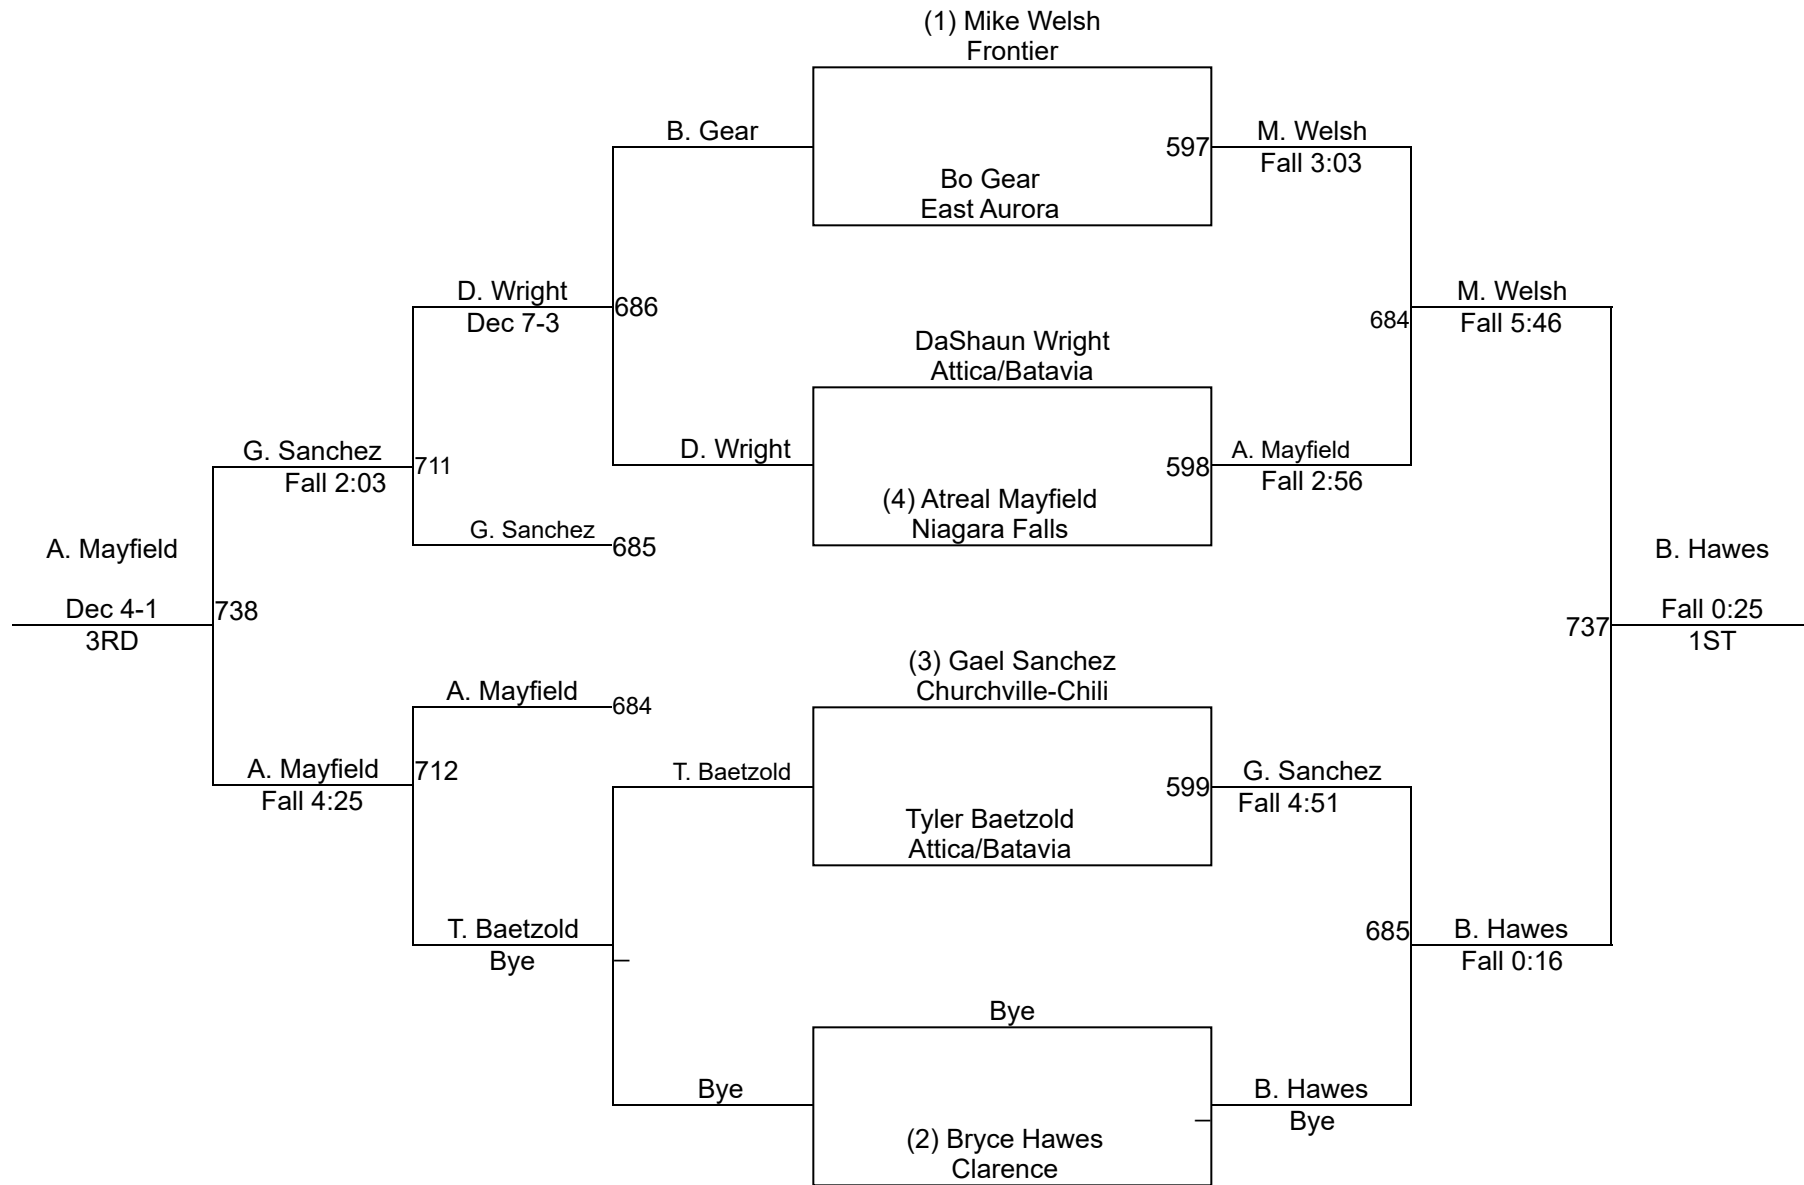 (1) Mike Welsh
Frontier
B. Gear
597
M. Welsh
Fall 3:03
Bo Gear
East Aurora
D. Wright
Dec 7-3
686
684
M. Welsh
Fall 5:46
DaShaun Wright
Attica/Batavia
G. Sanchez
Fall 2:03
711
D. Wright
598
A. Mayfield
Fall 2:56
(4) Atreal Mayfield
Niagara Falls
G. Sanchez
685
A. Mayfield
Dec 4-1
3RD
738
B. Hawes
Fall 0:25
1ST
737
(3) Gael Sanchez
Churchville-Chili
A. Mayfield
684
A. Mayfield
Fall 4:25
712
T. Baetzold
599
G. Sanchez
Fall 4:51
Tyler Baetzold
Attica/Batavia
T. Baetzold
Bye
685
B. Hawes
Fall 0:16
Bye
Bye
B. Hawes
Bye
(2) Bryce Hawes
Clarence